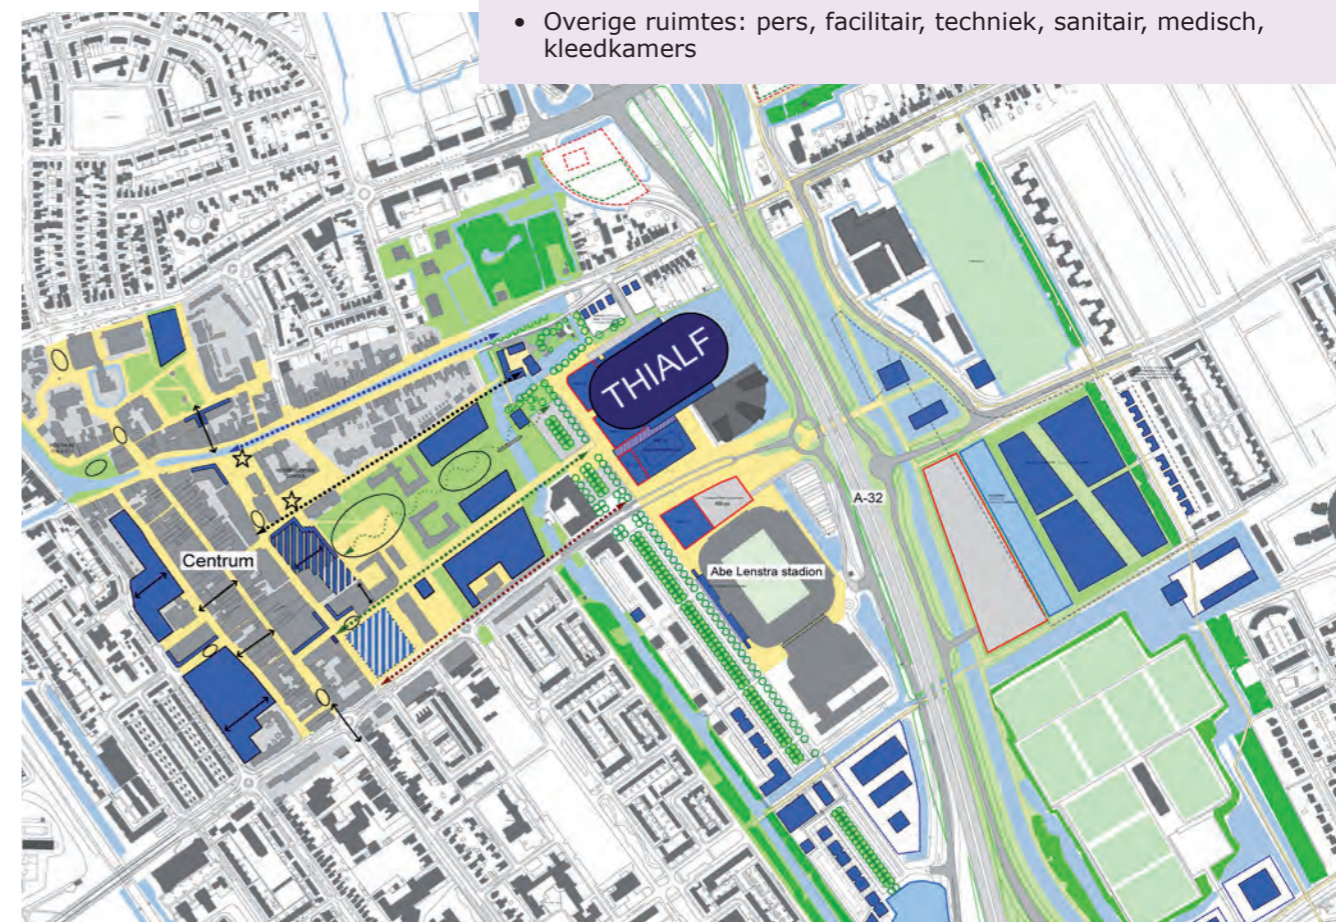 • Overige ruimtes: pers, facilitair, techniek, sanitair, medisch,
kleedkamers
THIALF
A-32
Centrum
Abe Lenstra stadion